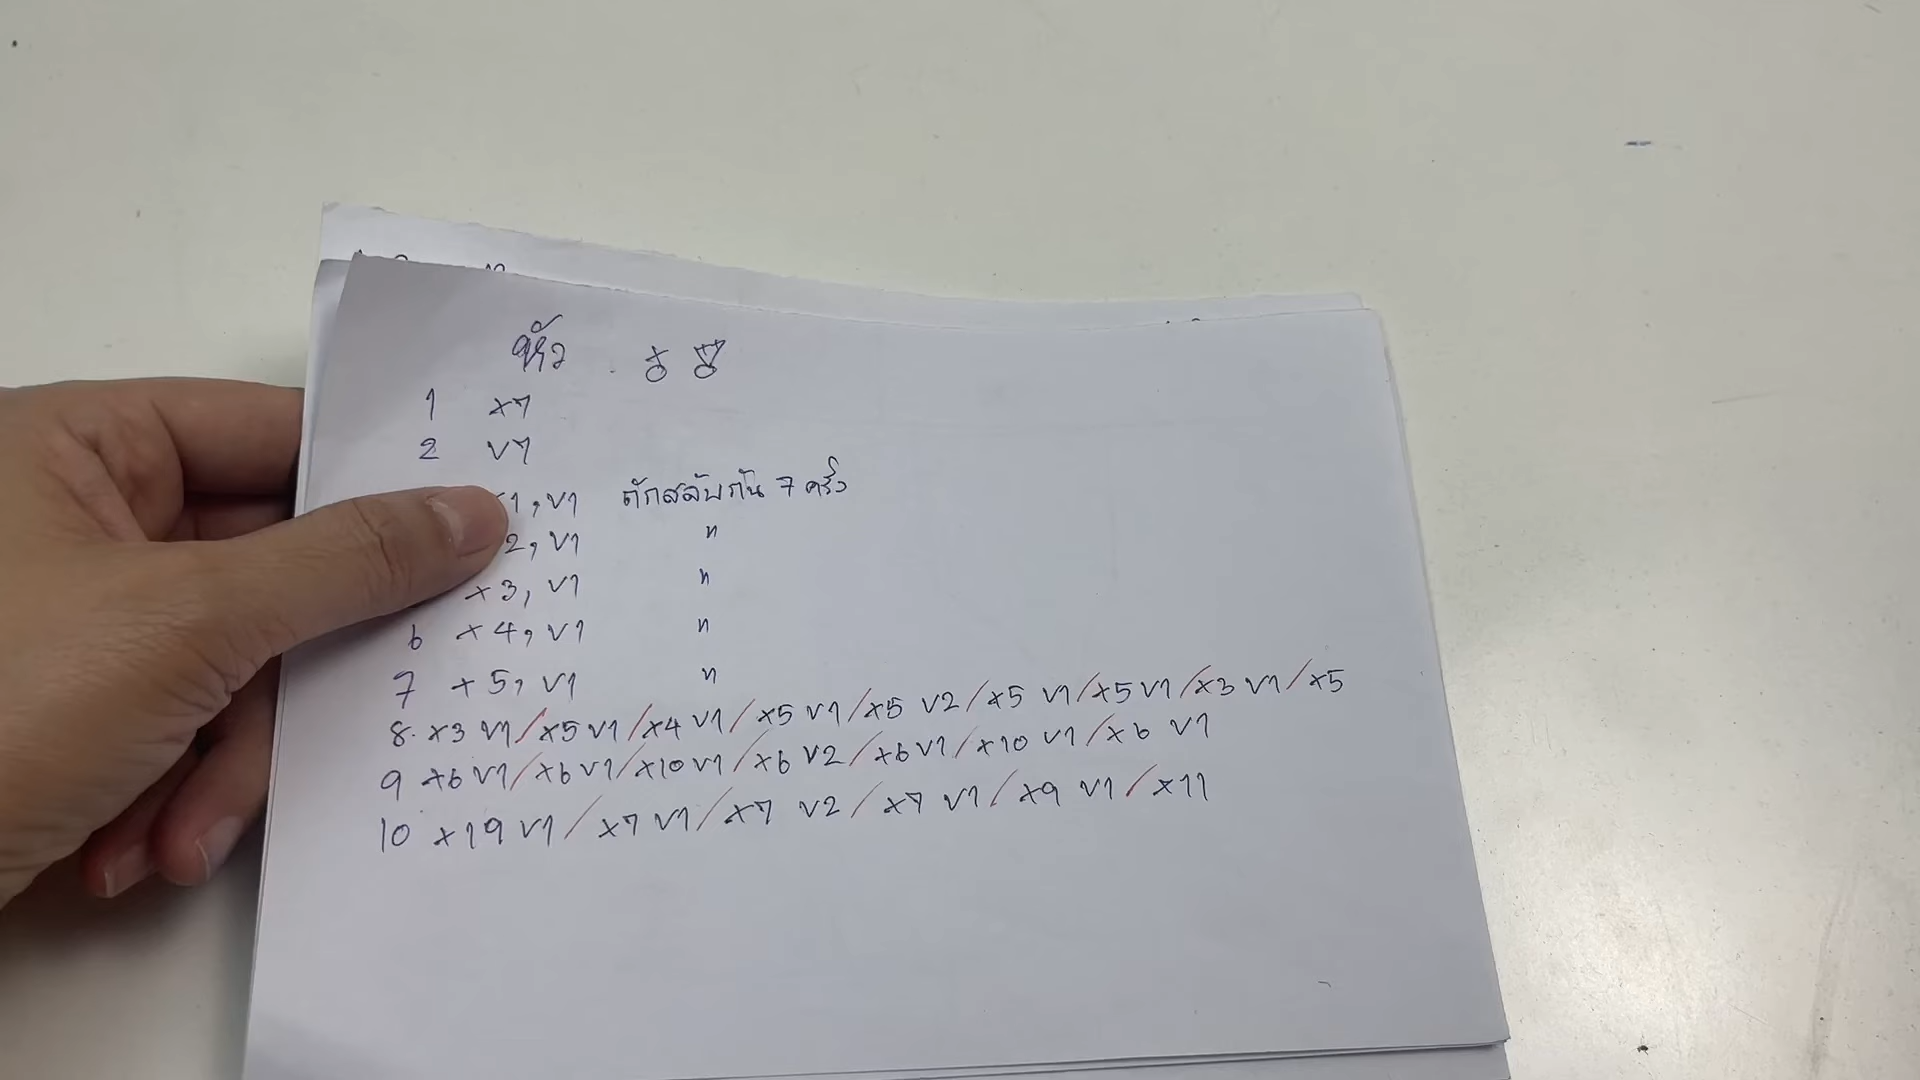 หัว
1 x7
2 v7
1, v1 ถักสลับกัน 7 ครั้ง
2, v1 "
x3, v1 "
6 x4, v1 "
7 x5, v1 "
8. x3 v1/x5 v1/x4 v1/x5 v1/x5 v2/x5 v1/x5 v1/x3 v1/x5
9 x6 v1/x6 v1/x10 v1/x6 v2/x6 v1/x10 v1/x6 v1
10 x19 v1/x7 v1/x7 v2/x7 v1/x9 v1/x11